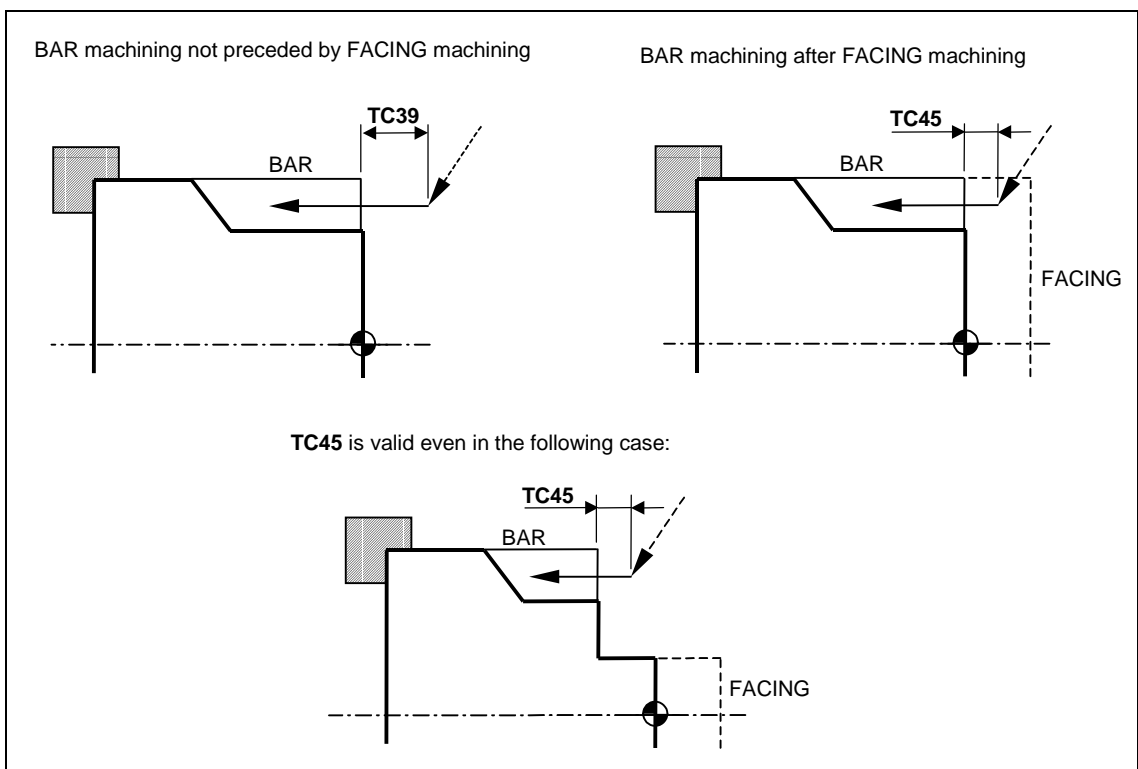 BAR machining not preceded by FACING machining
BAR machining after FACING machining
TC39
BAR
TC45
BAR
FACING
TC45 is valid even in the following case:
TC45
BAR
FACING